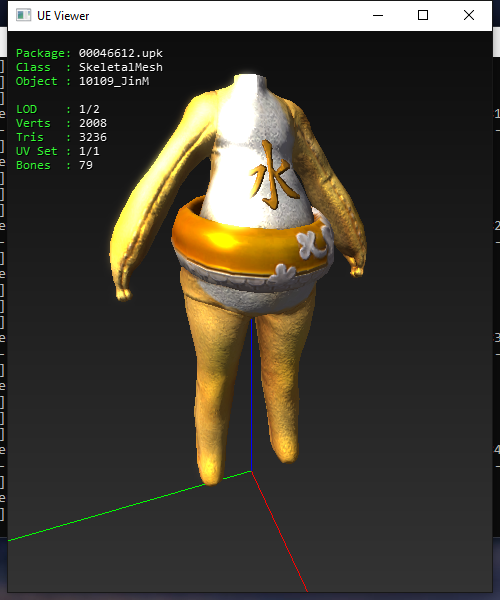 UE Viewer
Package: 00046612.upk
Class : SkeletalMesh
Object : 10109_JinM
LOD : 1/2
Verts : 2008
Tris : 3236
UV Set : 1/1
Bones : 79
水